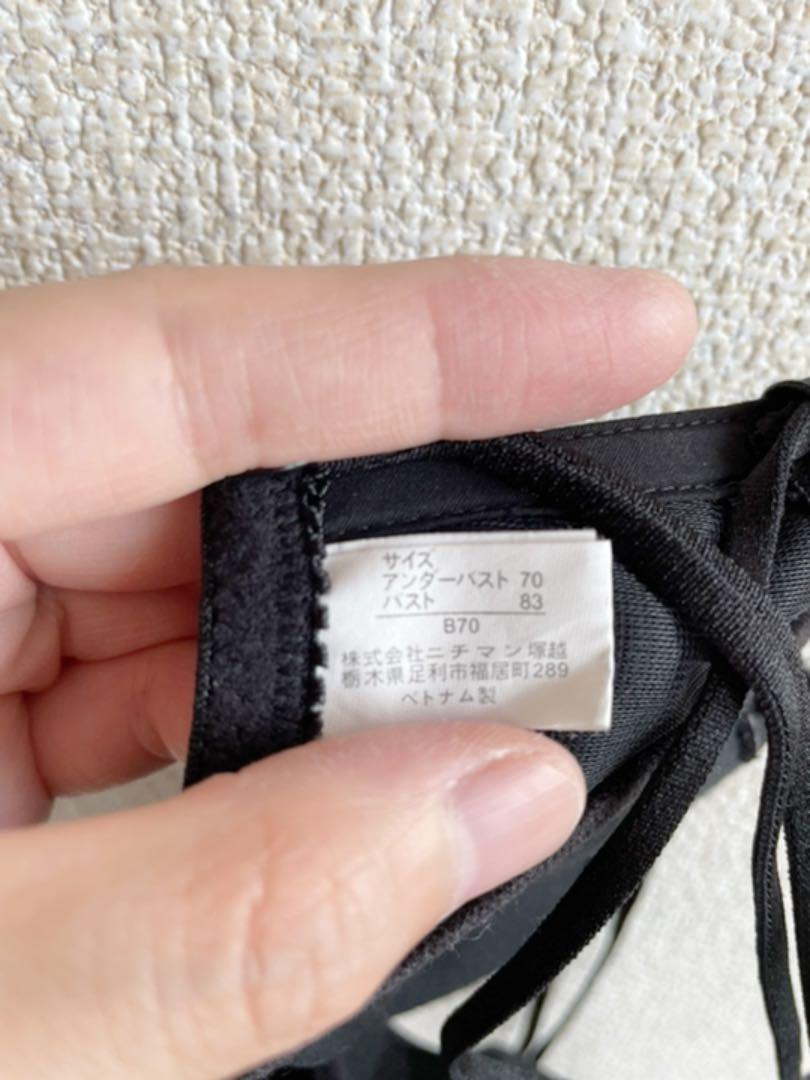 サイズ
アンダーバスト 70
バスト 83
B70
株式会社ニチマン塚越
栃木県足利市福居町289
ベトナム製